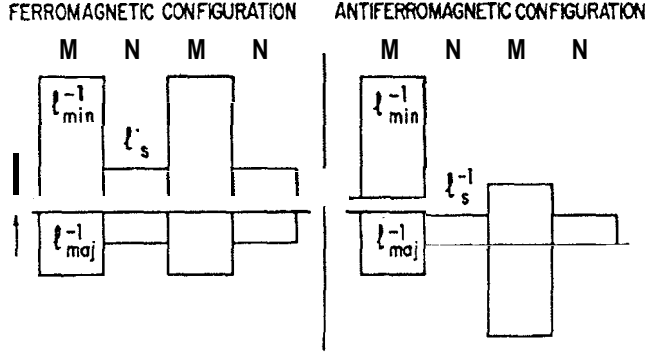 FERROMAGNETIC CONFIGURATION
M N M N
ℓ⁻¹min
ℓ's
ℓ⁻¹maj
ANTIFERROMAGNETIC CONFIGURATION
M N M N
ℓ⁻¹min
ℓ⁻¹s
ℓ⁻¹maj